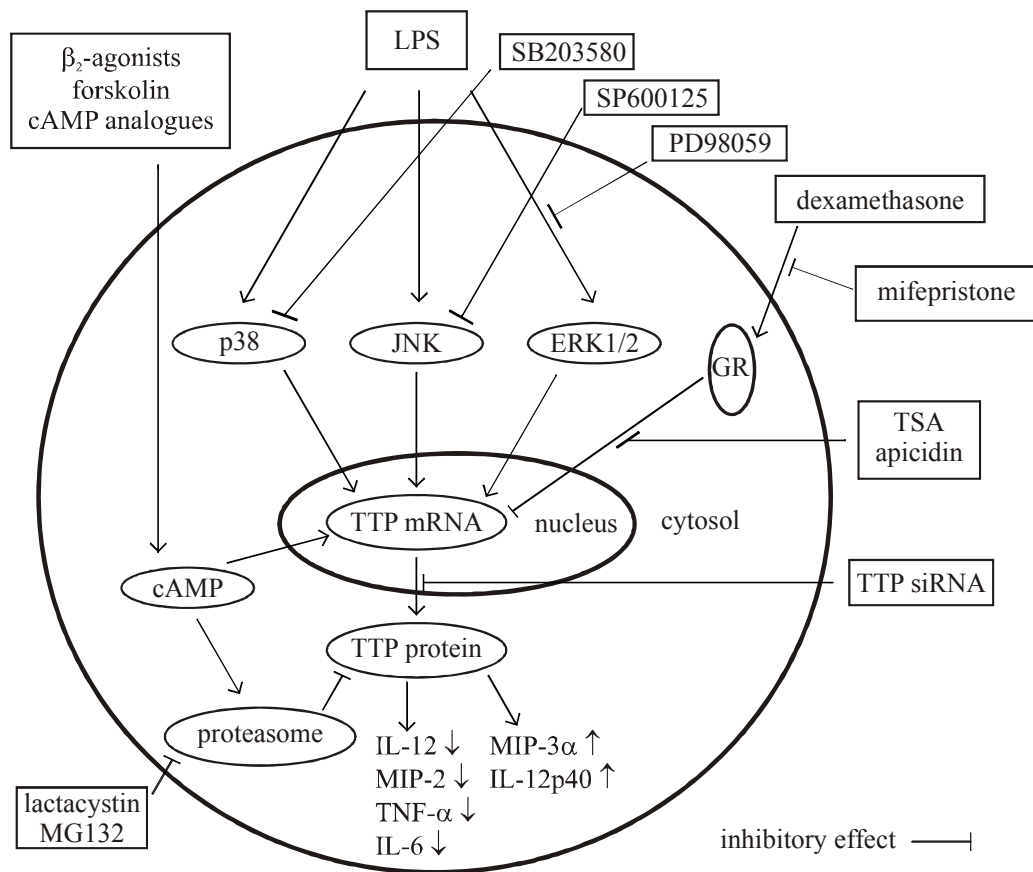 LPS
SB203580
β₂-agonists
forskolin
cAMP analogues
SP600125
PD98059
dexamethasone
mifepristone
p38
JNK
ERK1/2
GR
TSA
apicidin
TTP mRNA
nucleus
cytosol
cAMP
TTP siRNA
TTP protein
proteasome
IL-12 ↓
MIP-2 ↓
TNF-α ↓
IL-6 ↓
MIP-3α ↑
IL-12p40 ↑
lactacystin
MG132
inhibitory effect